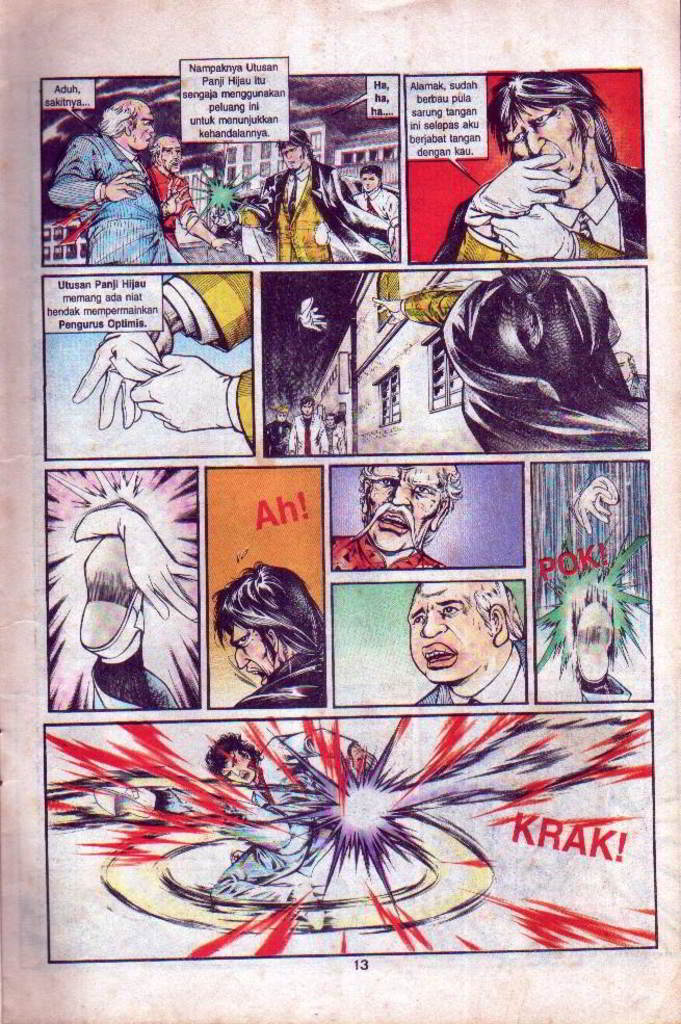 Aduh,
sakitnya...
Nampaknya Utusan
Panji Hijau itu
sengaja menggunakan
peluang ini
untuk menunjukkan
kehandalannya.
Ha,
ha,
ha....
Alamak, sudah
berbau pula
sarung tangan
ini selepas aku
berjabat tangan
dengan kau.
Utusan Panji Hijau
memang ada niat
hendak mempermainkan
Pengurus Optimis.
Ah!
POK!
KRAK!
13